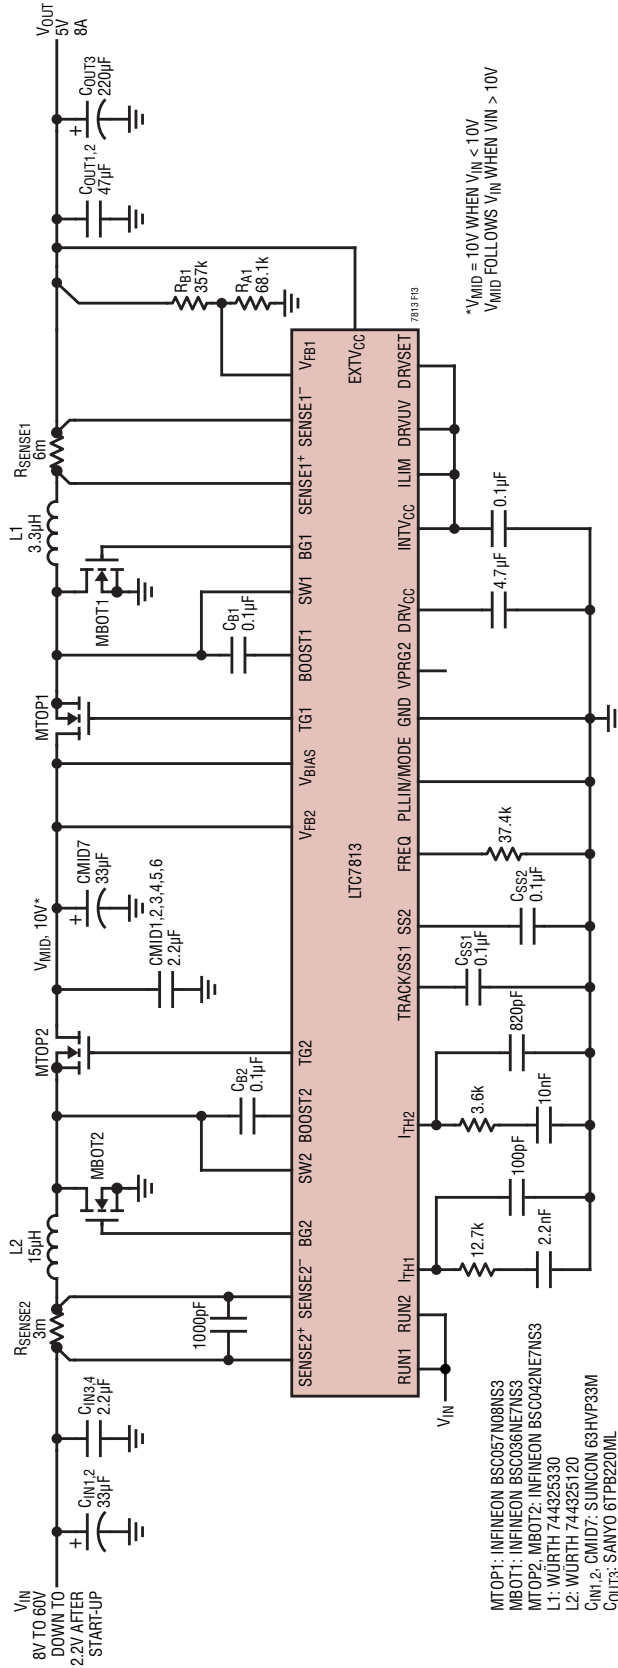 VIN
8V TO 60V
DOWN TO
2.2V AFTER
START-UP
CIN1,2
33µF
+
CIN3,4
2.2µF
RSENSE2
3m
L2
15µH
MBOT2
MTOP2
VMID, 10V*
CMID7
33µF
+
CMID1,2,3,4,5,6
2.2µF
MTOP1
MBOT1
L1
3.3µH
RSENSE1
6m
COUT1,2
47µF
COUT3
220µF
+
VOUT
5V
8A
1000pF
CB2
0.1µF
CB1
0.1µF
RB1
357k
RA1
68.1k
SENSE2+
SENSE2–
BG2
SW2
BOOST2
TG2
VFB2
VBIAS
TG1
BOOST1
SW1
BG1
SENSE1+
SENSE1–
VFB1
LTC7813
EXTVCC
RUN1
RUN2
ITH1
ITH2
TRACK/SS1
SS2
FREQ
PLLIN/MODE
GND
VPRG2
DRVCC
INTVCC
ILIM
DRVUV
DRVSET
7813 F13
VIN
12.7k
2.2nF
100pF
3.6k
10nF
820pF
CSS1
0.1µF
CSS2
0.1µF
37.4k
4.7µF
0.1µF
*VMID = 10V WHEN VIN < 10V
VMID FOLLOWS VIN WHEN VIN > 10V
MTOP1: INFINEON BSC057N08NS3
MBOT1: INFINEON BSC036NE7NS3
MTOP2, MBOT2: INFINEON BSC042NE7NS3
L1: WÜRTH 744325330
L2: WÜRTH 744325120
CIN1,2, CMID7: SUNCON 63HVP33M
COUT3: SANYO 6TPB220ML